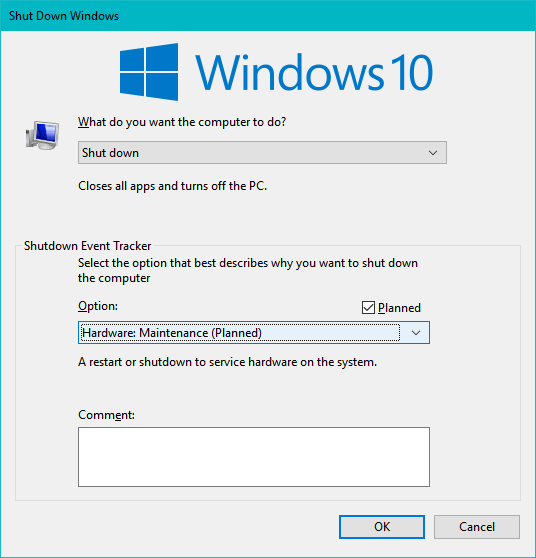 Shut Down Windows
Windows 10
What do you want the computer to do?
Shut down
Closes all apps and turns off the PC.
Shutdown Event Tracker
Select the option that best describes why you want to shut down
the computer
Option:
Planned
Hardware: Maintenance (Planned)
A restart or shutdown to service hardware on the system.
Comment:
OK
Cancel